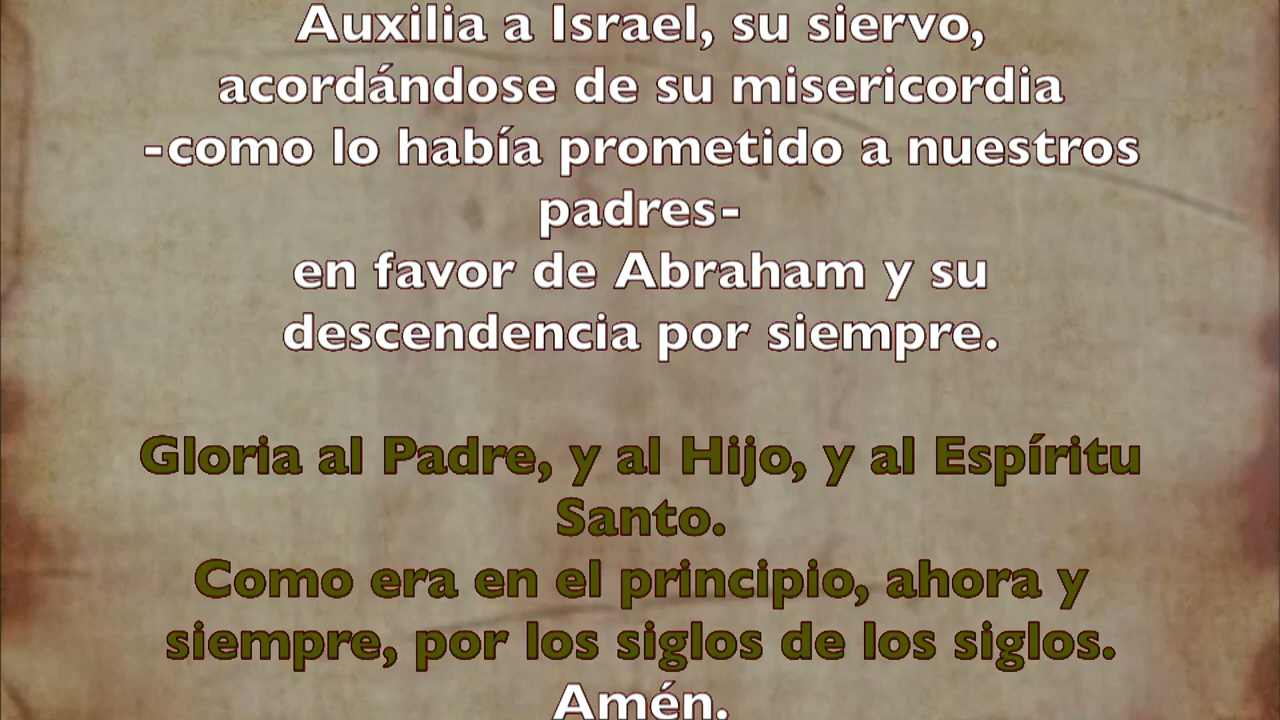 Auxilia a Israel, su siervo,
acordándose de su misericordia
-como lo había prometido a nuestros
padres-
en favor de Abraham y su
descendencia por siempre.
Gloria al Padre, y al Hijo, y al Espíritu
Santo.
Como era en el principio, ahora y
siempre, por los siglos de los siglos.
Amén.